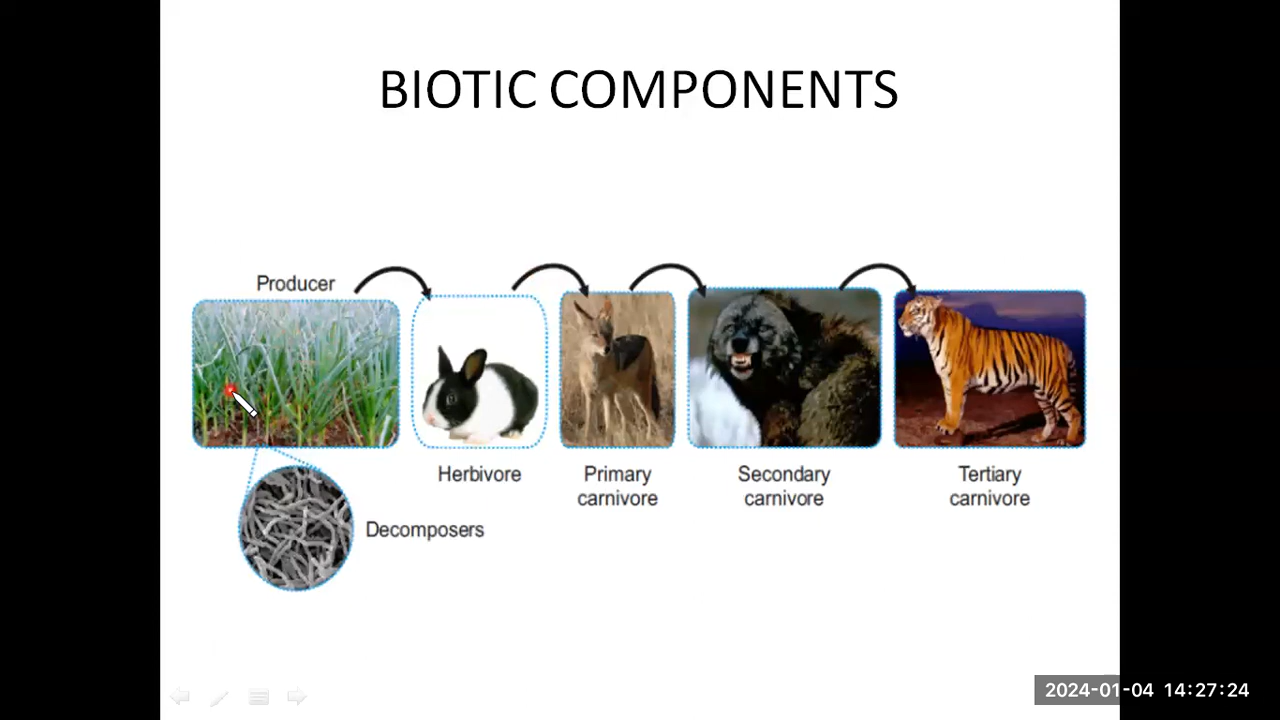 BIOTIC COMPONENTS
Producer
Herbivore
Primary
carnivore
Secondary
carnivore
Tertiary
carnivore
Decomposers
2024-01-04 14:27:24